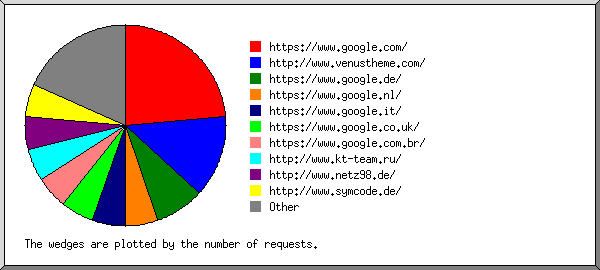 https://www.google.com/
http://www.venustheme.com/
https://www.google.de/
https://www.google.nl/
https://www.google.it/
https://www.google.co.uk/
https://www.google.com.br/
http://www.kt-team.ru/
http://www.netz98.de/
http://www.symcode.de/
Other
The wedges are plotted by the number of requests.